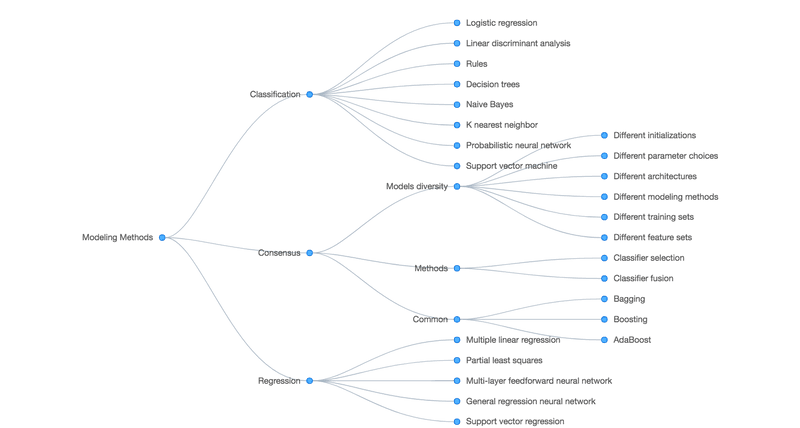 Modeling Methods
Classification
Logistic regression
Linear discriminant analysis
Rules
Decision trees
Naive Bayes
K nearest neighbor
Probabilistic neural network
Support vector machine
Consensus
Models diversity
Different initializations
Different parameter choices
Different architectures
Different modeling methods
Different training sets
Different feature sets
Methods
Classifier selection
Classifier fusion
Common
Bagging
Boosting
AdaBoost
Regression
Multiple linear regression
Partial least squares
Multi-layer feedforward neural network
General regression neural network
Support vector regression